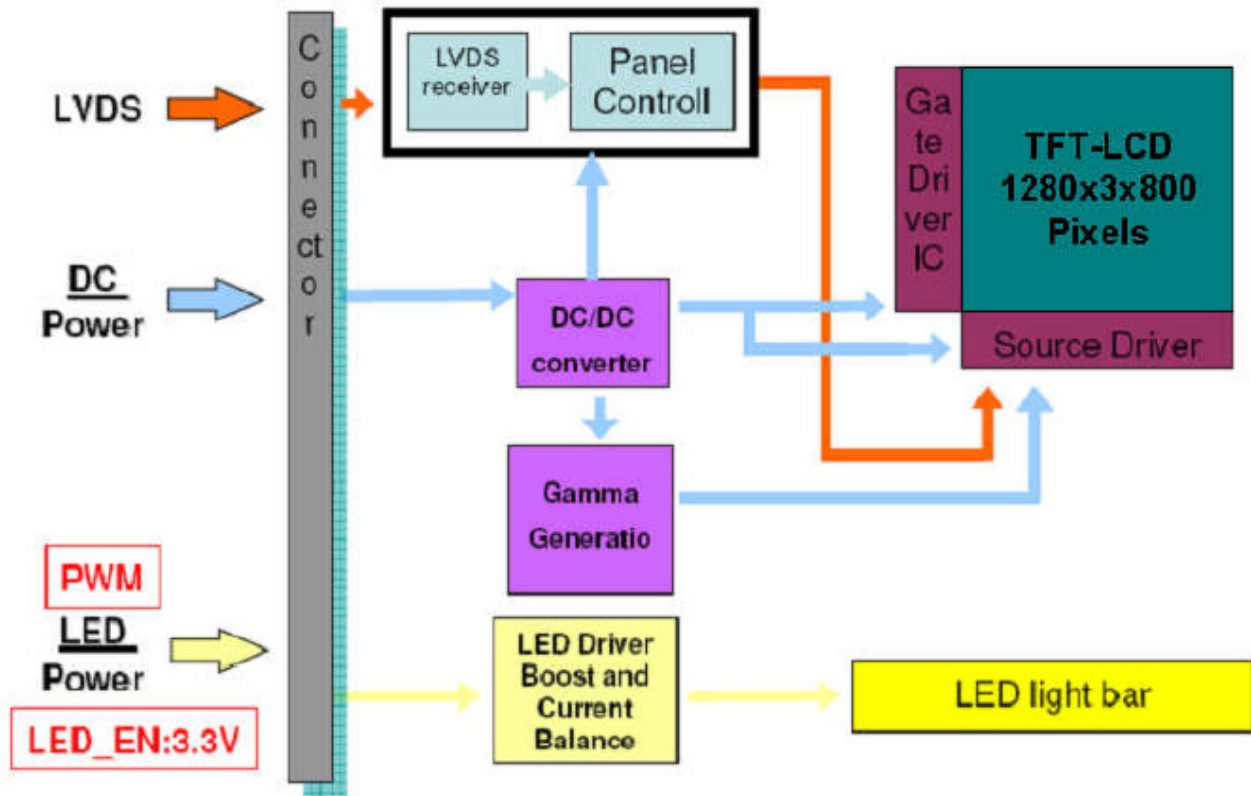 Connector
LVDS
receiver
Panel
Controll
LVDS
Ga
te
Dri
ver
IC
TFT-LCD
1280x3x800
Pixels
Source Driver
DC
Power
DC/DC
converter
Gamma
Generatio
PWM
LED
Power
LED_EN:3.3V
LED Driver
Boost and
Current
Balance
LED light bar